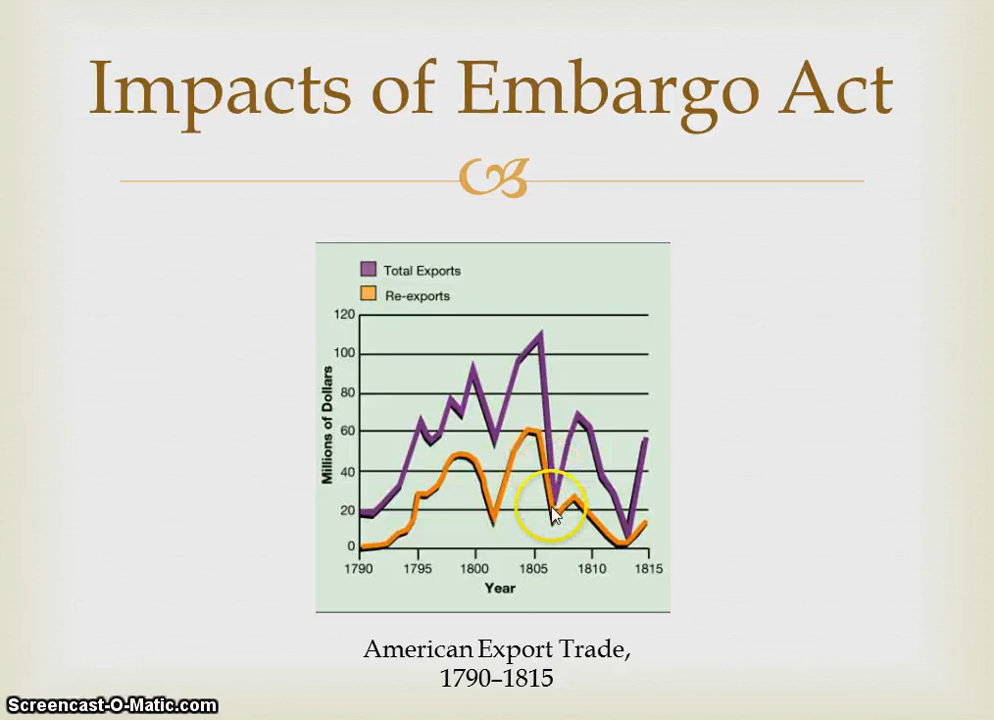 Impacts of Embargo Act
Total Exports
Re-exports
120
100
80
60
40
20
0
Millions of Dollars
1790 1795 1800 1805 1810 1815
Year
American Export Trade,
1790–1815
Screencast-O-Matic.com